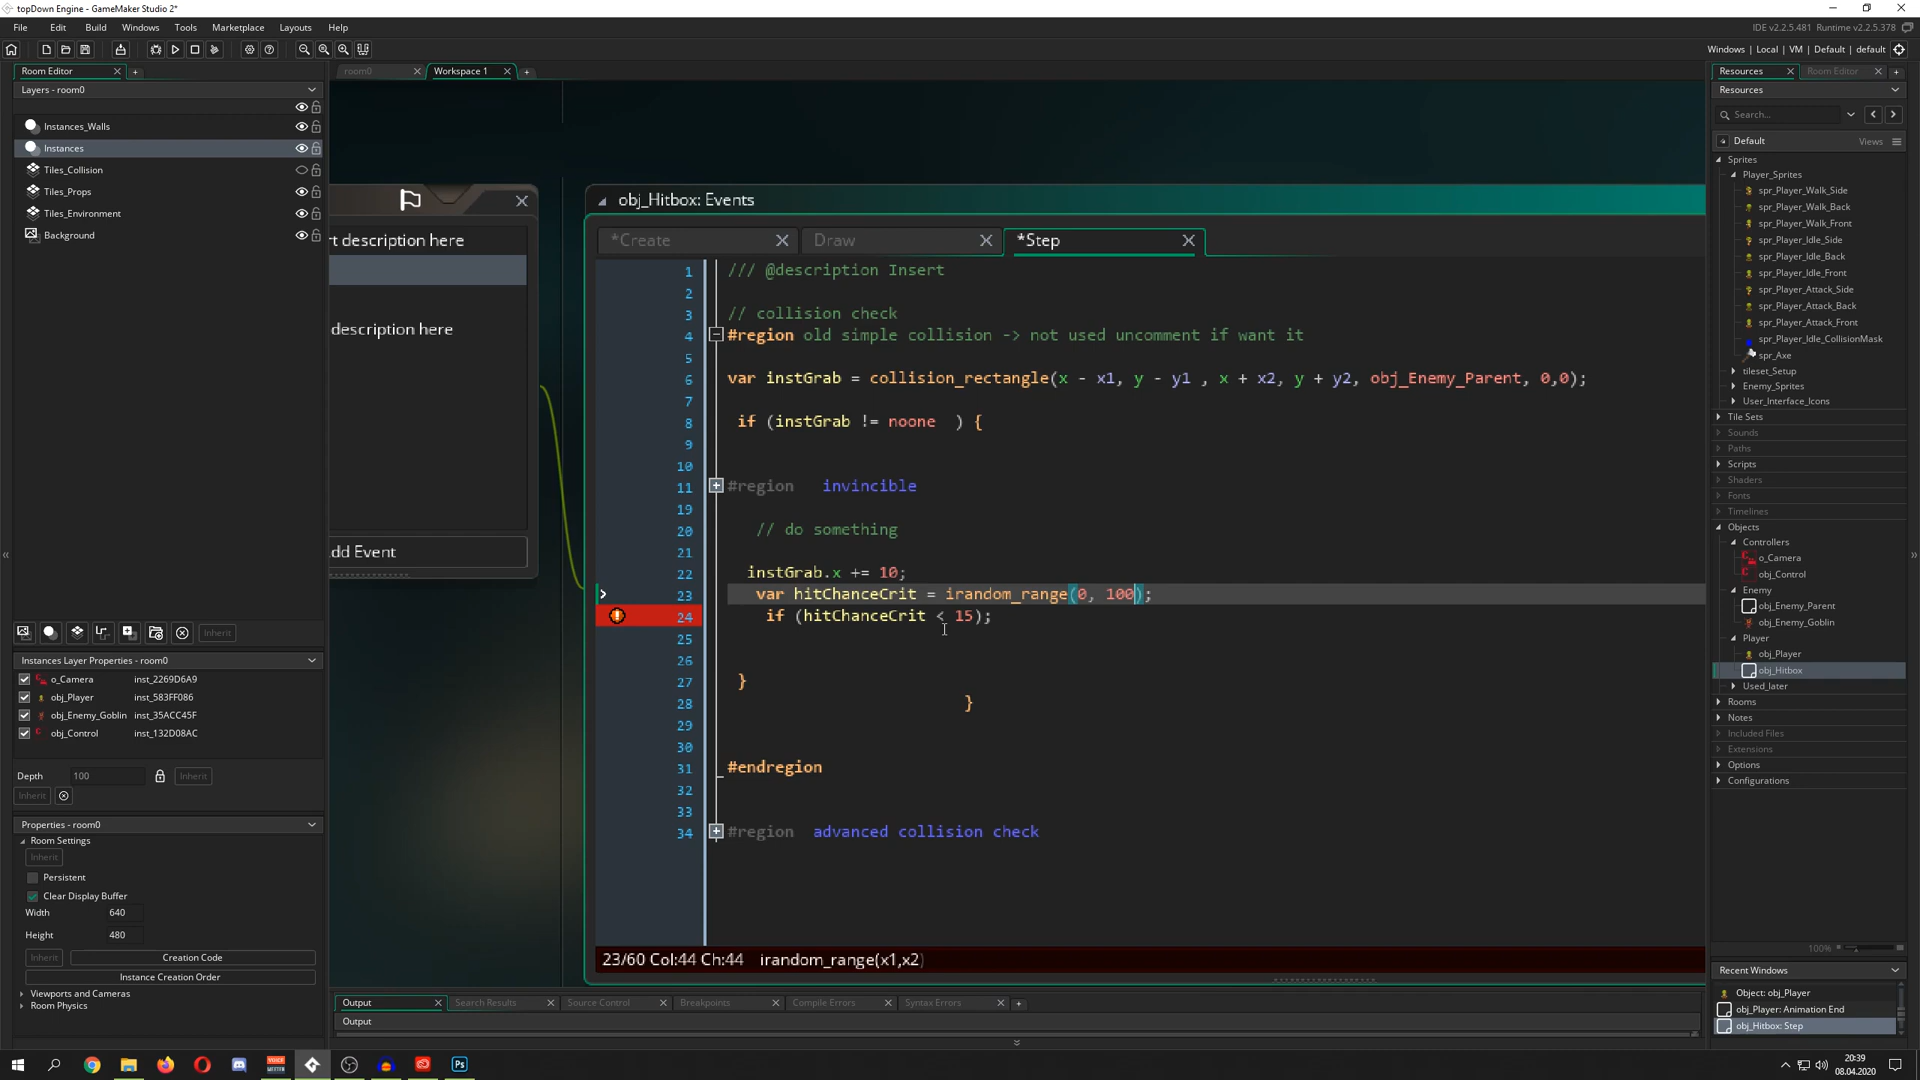 topDown Engine - GameMaker Studio 2*
File Edit Build Windows Tools Marketplace Layouts Help
IDE v2.2.5.481 Runtime v2.2.5.378
Windows | Local | VM | Default | default
Room Editor
Layers - room0
Instances_Walls
Instances
Tiles_Collision
Tiles_Props
Tiles_Environment
Background
Inherit
Instances Layer Properties - room0
o_Camera inst_2269D6A9
obj_Player inst_583FF086
obj_Enemy_Goblin inst_35ACC45F
obj_Control inst_132D08AC
Depth 100 Inherit
Inherit
Properties - room0
Room Settings
Inherit
Persistent
Clear Display Buffer
Width 640
Height 480
Inherit Creation Code
Instance Creation Order
Viewports and Cameras
Room Physics
room0 Workspace 1
rt description here
description here
dd Event
obj_Hitbox: Events
*Create Draw *Step
1 /// @description Insert
2
3 // collision check
4 #region old simple collision -> not used uncomment if want it
5
6 var instGrab = collision_rectangle(x - x1, y - y1 , x + x2, y + y2, obj_Enemy_Parent, 0,0);
7
8 if (instGrab != noone ) {
9
10
11 #region invincible
19
20 // do something
21
22 instGrab.x += 10;
23 var hitChanceCrit = irandom_range(0, 100);
24 if (hitChanceCrit < 15);
25
26
27 }
28 }
29
30
31 #endregion
32
33
34 #region advanced collision check
23/60 Col:44 Ch:44 irandom_range(x1,x2)
Output Search Results Source Control Breakpoints Compile Errors Syntax Errors
Output
Resources Room Editor
Resources
Search...
Default Views
Sprites
Player_Sprites
spr_Player_Walk_Side
spr_Player_Walk_Back
spr_Player_Walk_Front
spr_Player_Idle_Side
spr_Player_Idle_Back
spr_Player_Idle_Front
spr_Player_Attack_Side
spr_Player_Attack_Back
spr_Player_Attack_Front
spr_Player_Idle_CollisionMask
spr_Axe
tileset_Setup
Enemy_Sprites
User_Interface_Icons
Tile Sets
Sounds
Paths
Scripts
Shaders
Fonts
Timelines
Objects
Controllers
o_Camera
obj_Control
Enemy
obj_Enemy_Parent
obj_Enemy_Goblin
Player
obj_Player
obj_Hitbox
Used_later
Rooms
Notes
Included Files
Extensions
Options
Configurations
100%
Recent Windows
Object: obj_Player
obj_Player: Animation End
obj_Hitbox: Step
Ps
20:39
08.04.2020